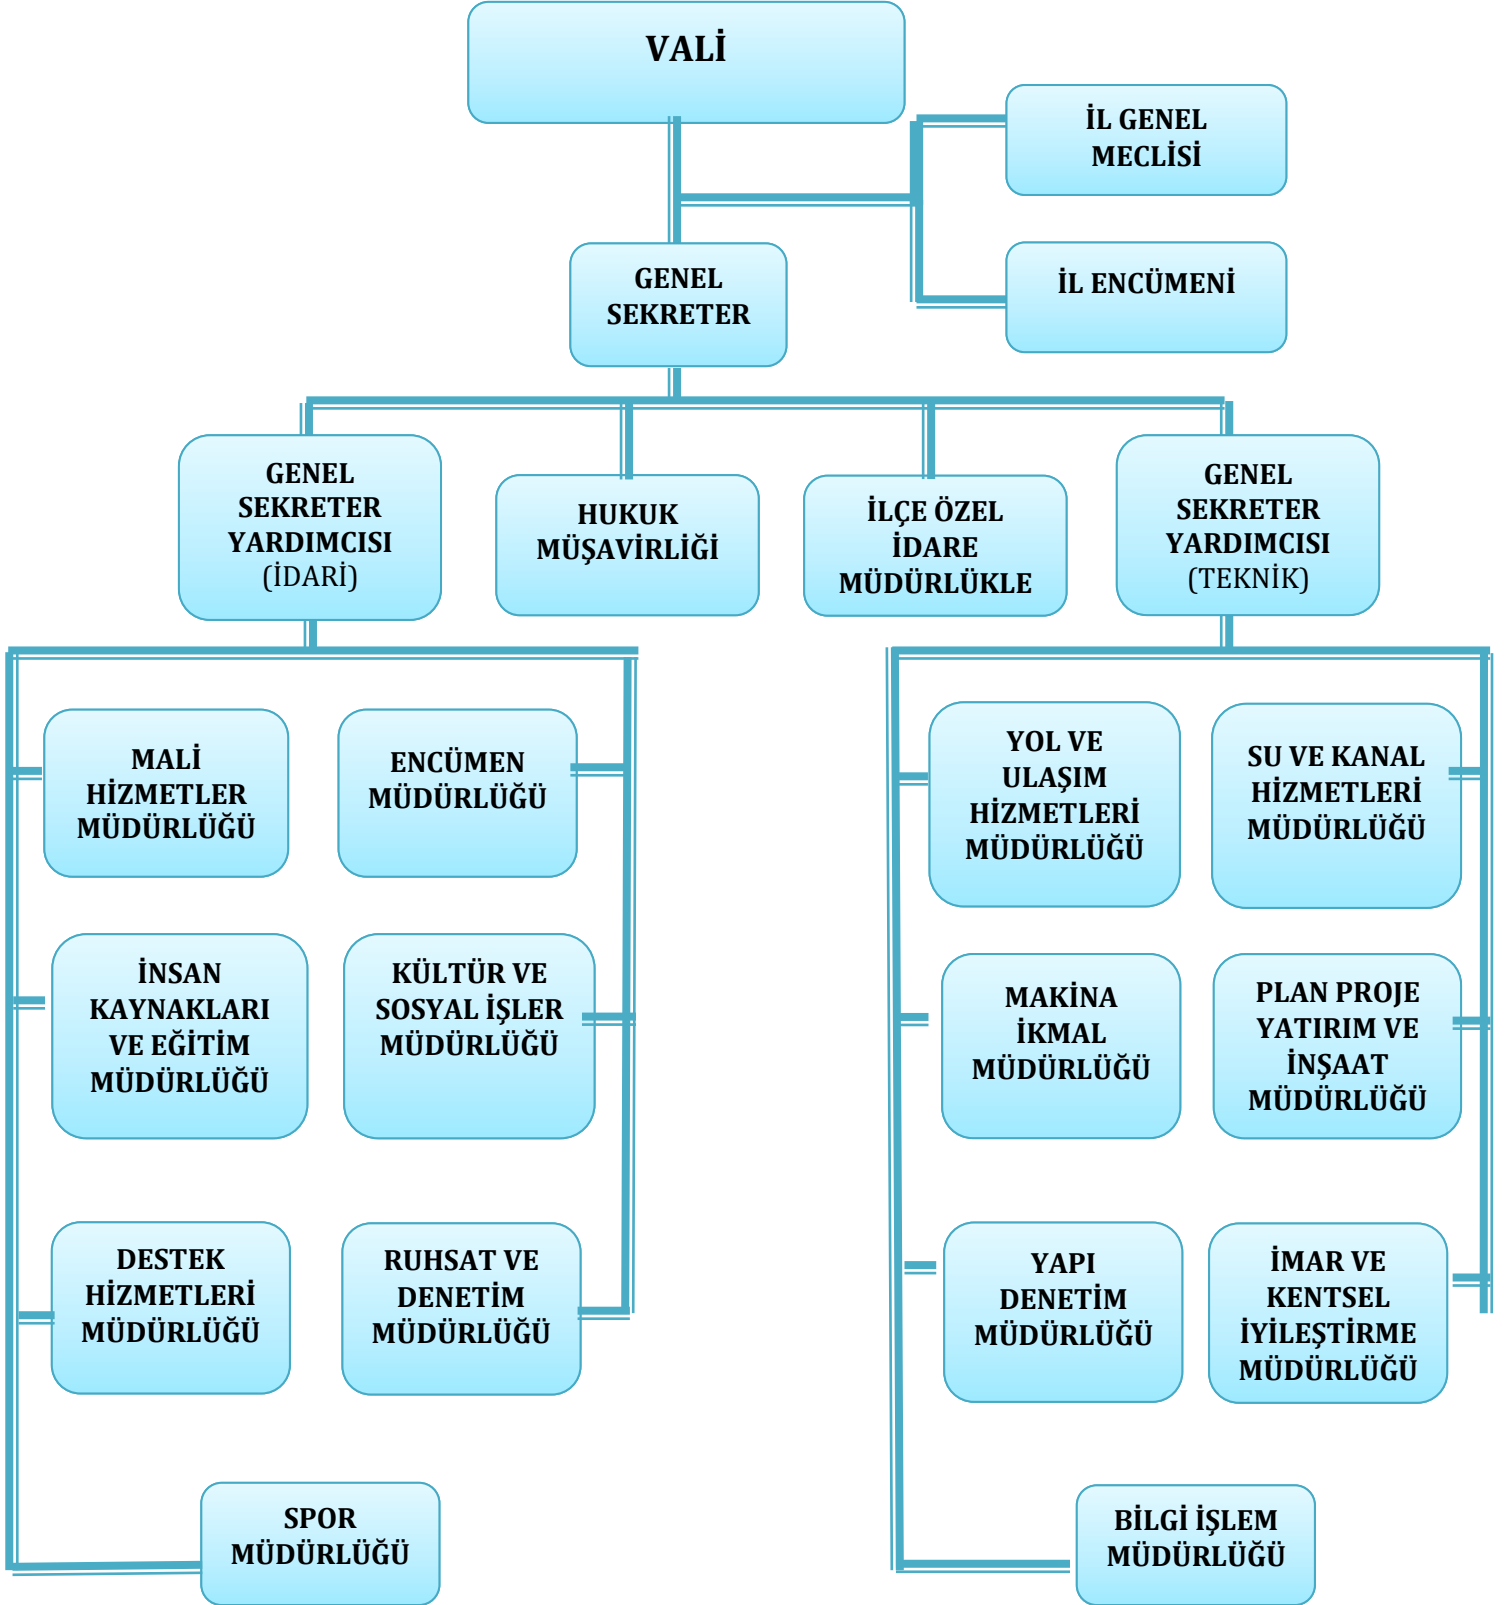 VALİ
İL GENEL
MECLİSİ
GENEL
SEKRETER
İL ENCÜMENİ
GENEL
SEKRETER
YARDIMCISI
(İDARİ)
HUKUK
MÜŞAVİRLİĞİ
İLÇE ÖZEL
İDARE
MÜDÜRLÜKLE
GENEL
SEKRETER
YARDIMCISI
(TEKNİK)
MALİ
HİZMETLER
MÜDÜRLÜĞÜ
ENCÜMEN
MÜDÜRLÜĞÜ
YOL VE
ULAŞIM
HİZMETLERİ
MÜDÜRLÜĞÜ
SU VE KANAL
HİZMETLERİ
MÜDÜRLÜĞÜ
İNSAN
KAYNAKLARI
VE EĞİTİM
MÜDÜRLÜĞÜ
KÜLTÜR VE
SOSYAL İŞLER
MÜDÜRLÜĞÜ
MAKİNA
İKMAL
MÜDÜRLÜĞÜ
PLAN PROJE
YATIRIM VE
İNŞAAT
MÜDÜRLÜĞÜ
DESTEK
HİZMETLERİ
MÜDÜRLÜĞÜ
RUHSAT VE
DENETİM
MÜDÜRLÜĞÜ
YAPI
DENETİM
MÜDÜRLÜĞÜ
İMAR VE
KENTSEL
İYİLEŞTİRME
MÜDÜRLÜĞÜ
SPOR
MÜDÜRLÜĞÜ
BİLGİ İŞLEM
MÜDÜRLÜĞÜ